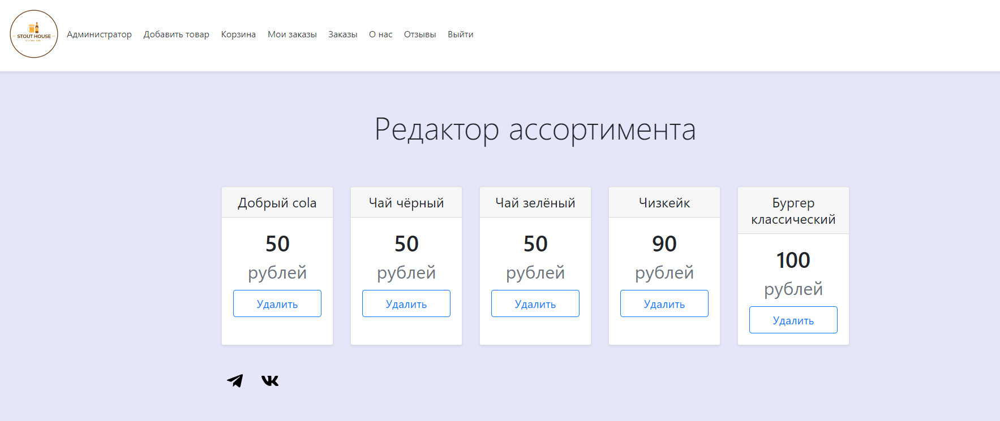 STOUT HOUSE
Администратор Добавить товар Корзина Мои заказы Заказы О нас Отзывы Выйти
Редактор ассортимента
Добрый cola
50
рублей
Удалить
Чай чёрный
50
рублей
Удалить
Чай зелёный
50
рублей
Удалить
Чизкейк
90
рублей
Удалить
Бургер
классический
100
рублей
Удалить